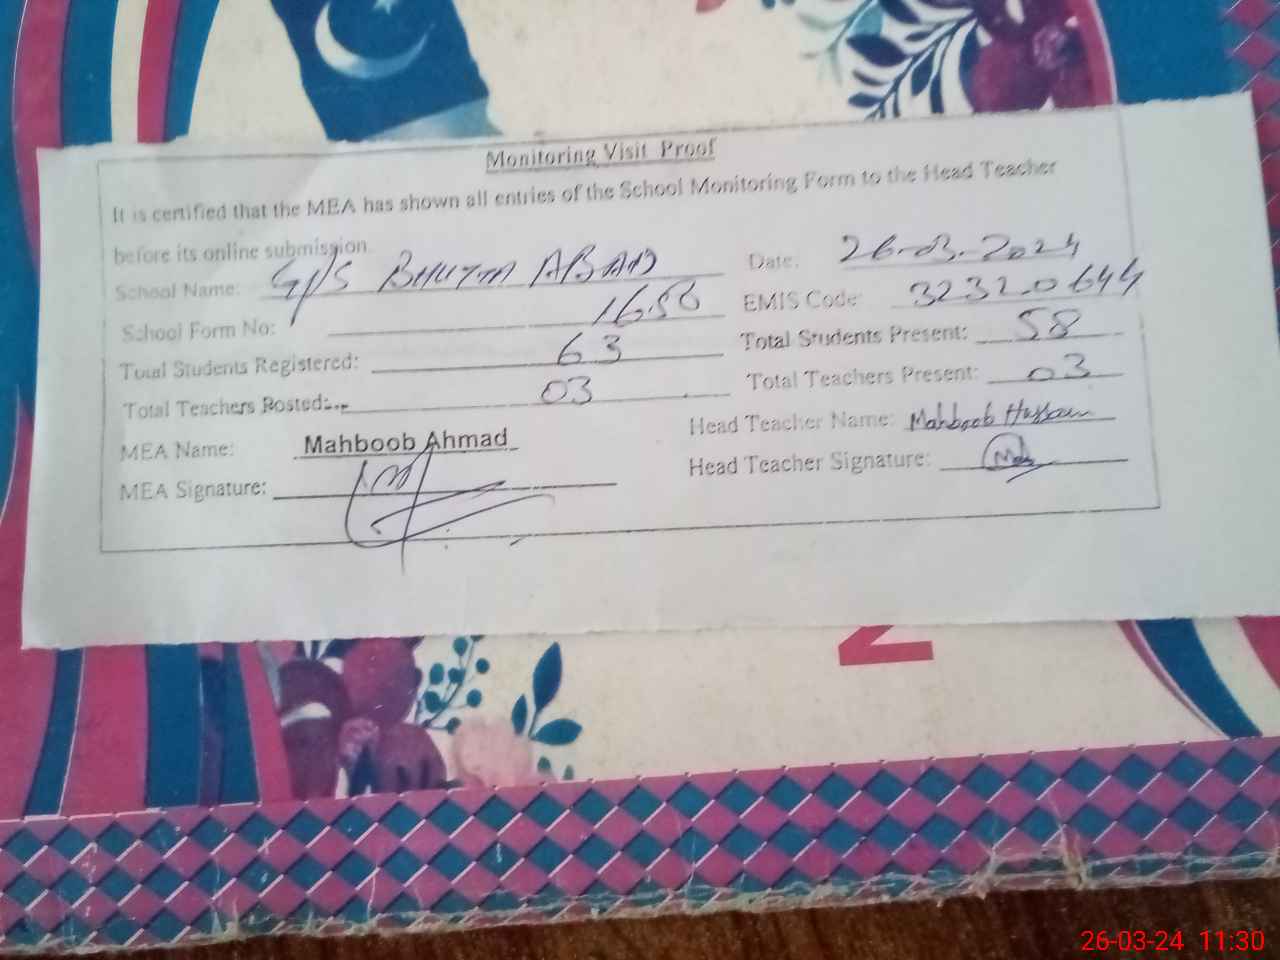 Monitoring Visit Proof
It is certified that the MEA has shown all entries of the School Monitoring Form to the Head Teacher
before its online submission.
School Name: G/S BHUTTA ABAD Date: 26-03-2024
School Form No: 1650 EMIS Code: 32320644
Total Students Registered: 63 Total Students Present: 58
Total Teachers Posted: 03 Total Teachers Present: 03
MEA Name: Mahboob Ahmad Head Teacher Name: Mahboob Hussain
MEA Signature: Head Teacher Signature:
26-03-24 11:30